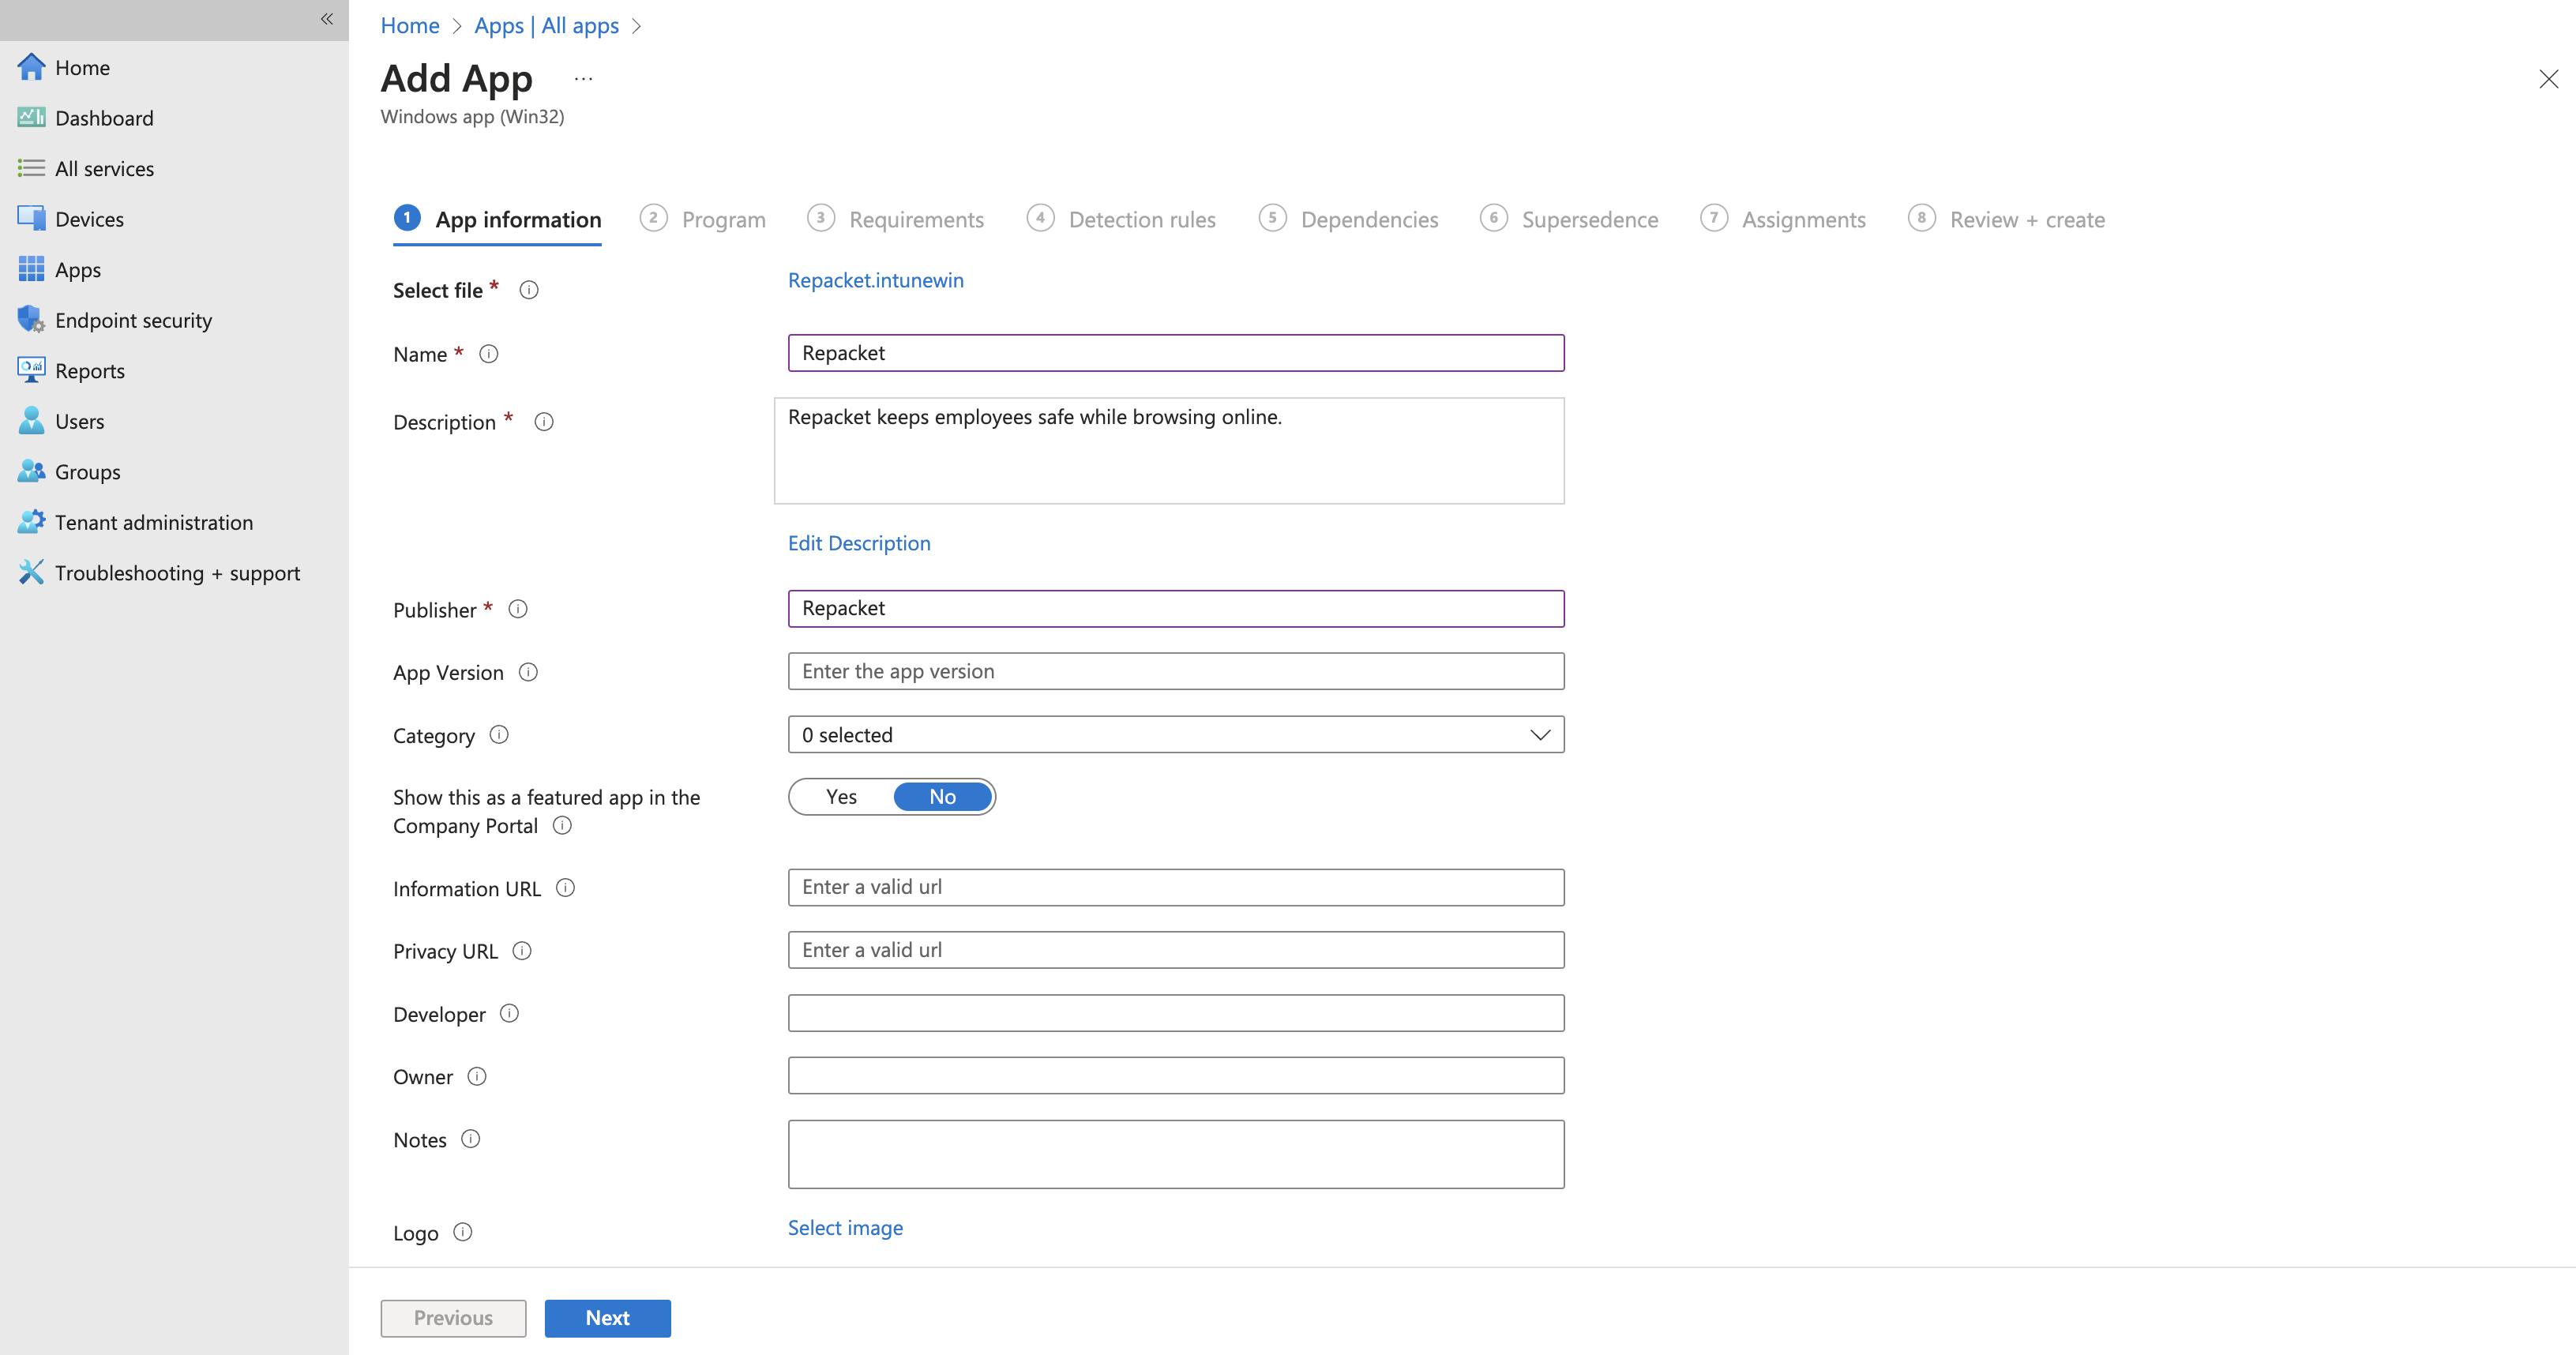 Home
Dashboard
All services
Devices
Apps
Endpoint security
Reports
Users
Groups
Tenant administration
Troubleshooting + support
Home > Apps | All apps >
Add App ...
Windows app (Win32)
1 App information 2 Program 3 Requirements 4 Detection rules 5 Dependencies 6 Supersedence 7 Assignments 8 Review + create
Select file * Repacket.intunewin
Name * Repacket
Description * Repacket keeps employees safe while browsing online.
Edit Description
Publisher * Repacket
App Version Enter the app version
Category 0 selected
Show this as a featured app in the Yes No
Company Portal
Information URL Enter a valid url
Privacy URL Enter a valid url
Developer
Owner
Notes
Logo Select image
Previous Next